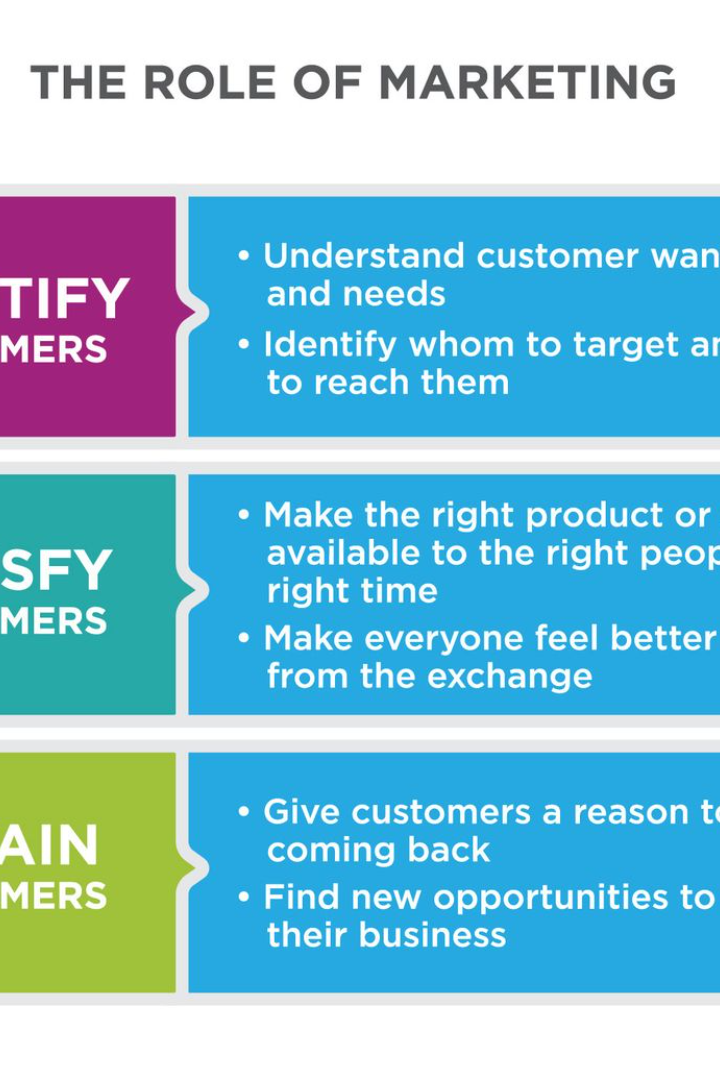 THE ROLE OF MARKETING
TIFY
MERS
• Understand customer wan
and needs
• Identify whom to target an
to reach them
SFY
MERS
• Make the right product or
available to the right peop
right time
• Make everyone feel better
from the exchange
AIN
MERS
• Give customers a reason to
coming back
• Find new opportunities to
their business